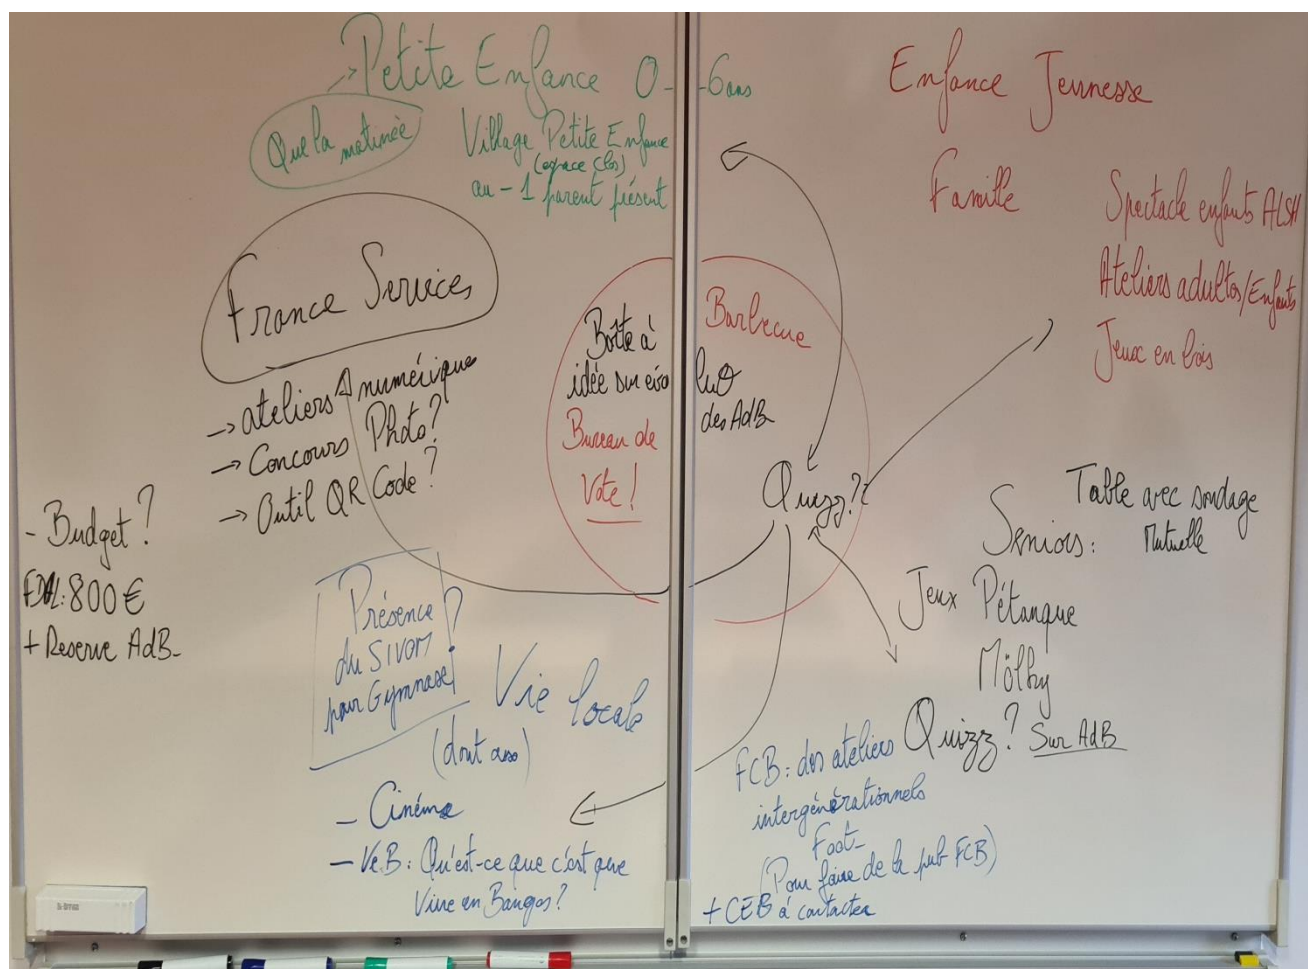 → Petite Enfance 0 - 6 ans
Que la matinée
Village Petite Enfance
(espace clos)
au - 1 parent présent
Enfance Jeunesse
Famille
Spectacle enfants ALSH
Ateliers adultes/Enfants
Jeux en bois
France Services
→ ateliers numérique
→ Concours Photo?
→ Outil QR Code?
Barbecue
Boîte à
idée sur
des AdB
Bureau de
Vote!
Quizz??
- Budget?
800 €
+ Reserve AdB
Table avec sondage
Mutuelle
Seniors:
Jeux Pétanque
Mölky
Quizz? Sur AdB
Présence ?
du SIVOM
pour Gymnase!
Vie locale
(dont asso)
- Cinéma
- VeB: Qu'est-ce que c'est que
Vivre en Bauges?
FCB: des ateliers
intergénérationnels
Foot
(Pour faire de la pub FCB)
+ CEB à contacter